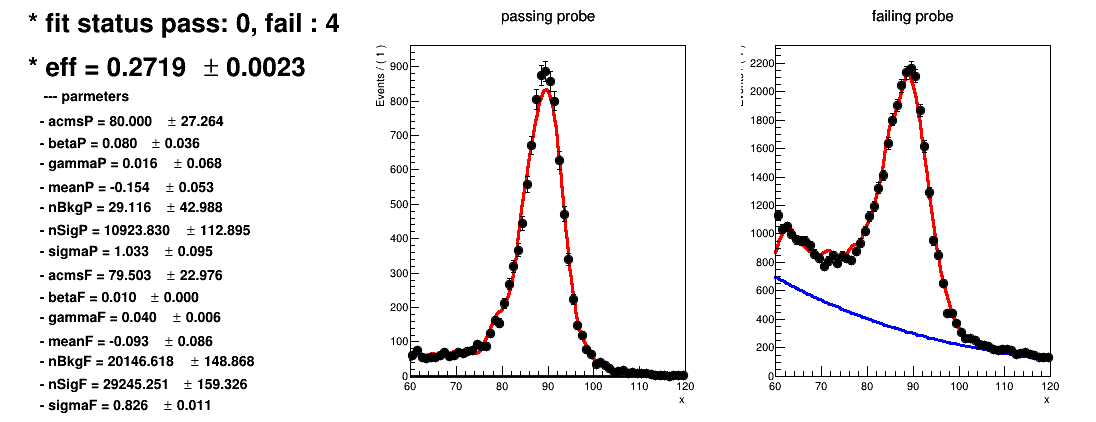 * fit status pass: 0, fail : 4
* eff = 0.2719 ± 0.0023
--- parmeters
- acmsP = 80.000 ± 27.264
- betaP = 0.080 ± 0.036
- gammaP = 0.016 ± 0.068
- meanP = -0.154 ± 0.053
- nBkgP = 29.116 ± 42.988
- nSigP = 10923.830 ± 112.895
- sigmaP = 1.033 ± 0.095
- acmsF = 79.503 ± 22.976
- betaF = 0.010 ± 0.000
- gammaF = 0.040 ± 0.006
- meanF = -0.093 ± 0.086
- nBkgF = 20146.618 ± 148.868
- nSigF = 29245.251 ± 159.326
- sigmaF = 0.826 ± 0.011
passing probe
Events / ( 1 )
900
800
700
600
500
400
300
200
100
0
60 70 80 90 100 110 120
x
failing probe
2200
2000
1800
1600
1400
1200
1000
800
600
400
200
0
60 70 80 90 100 110 120
x